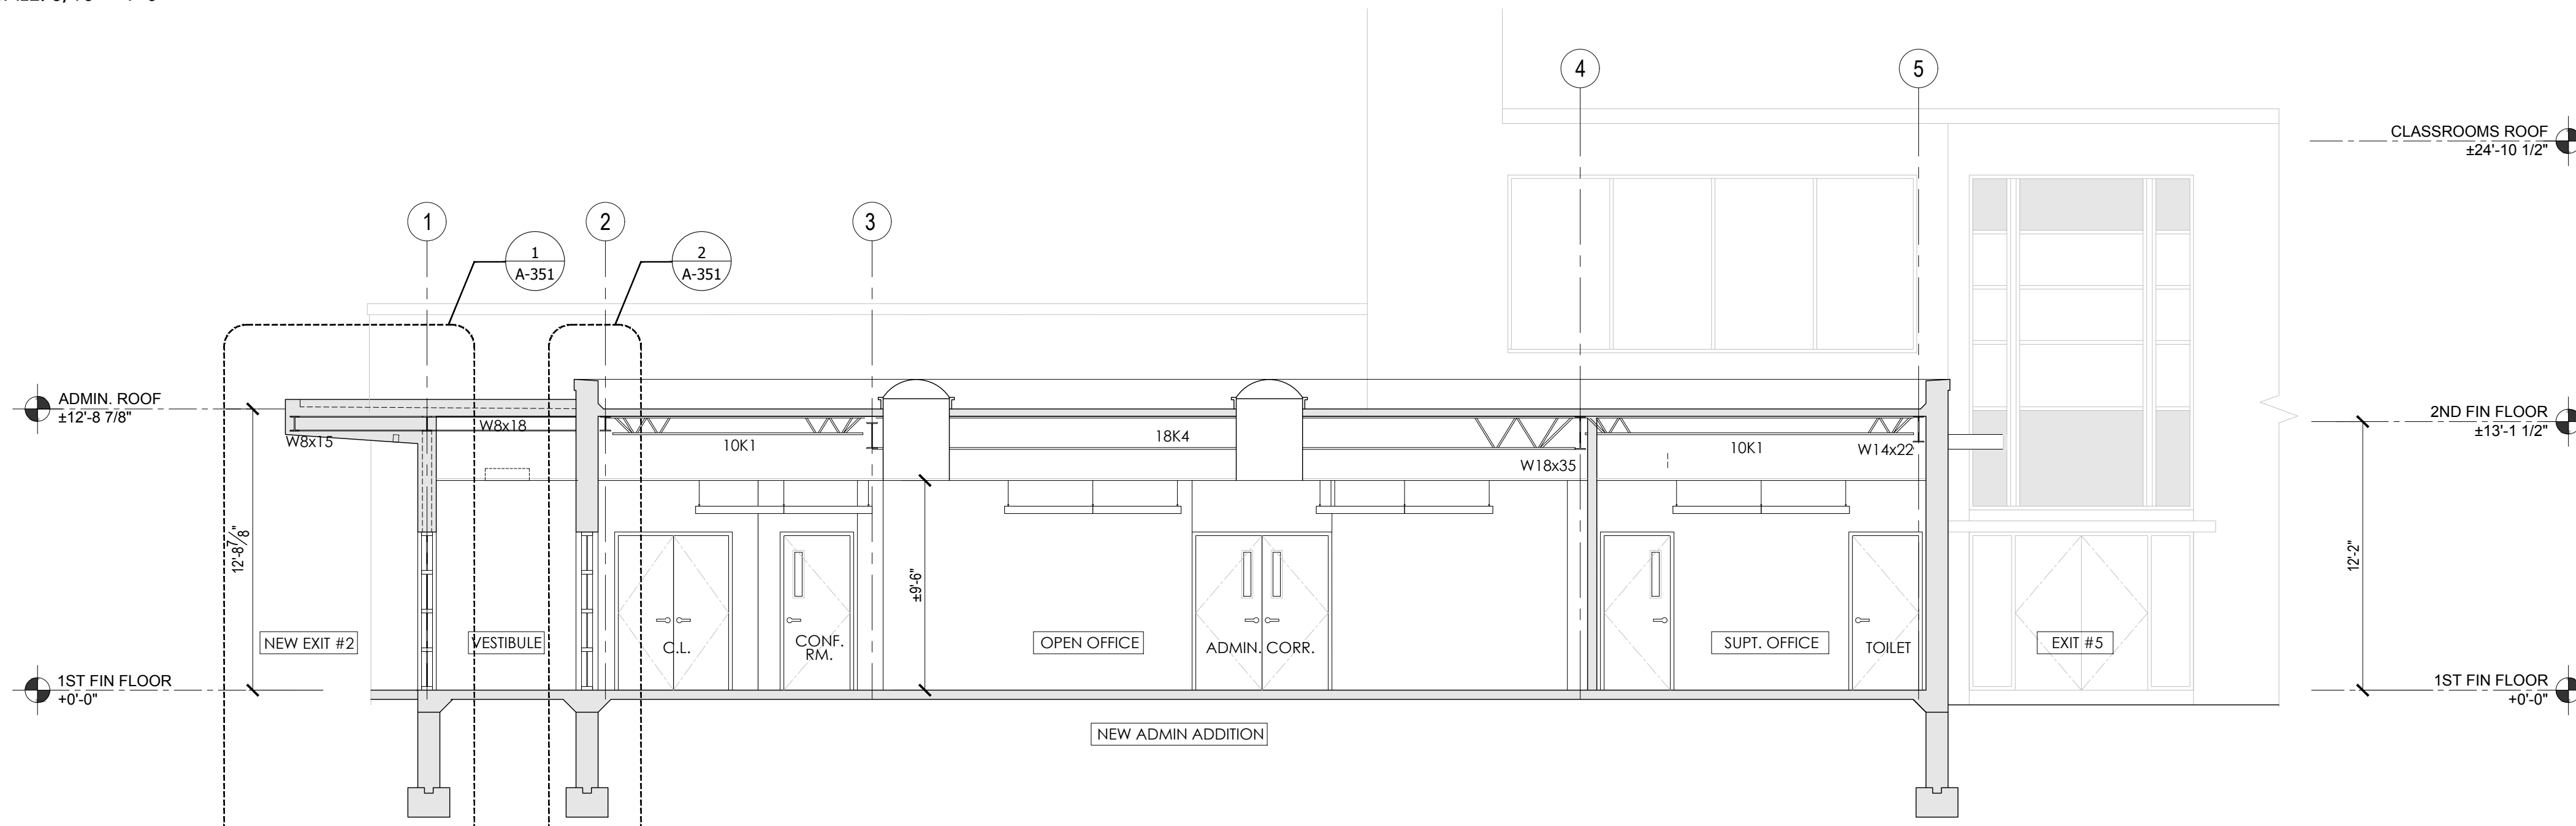 4
5
CLASSROOMS ROOF
±24'-10 1/2"
1
2
3
1
A-351
2
A-351
ADMIN. ROOF
±12'-8 7/8"
2ND FIN FLOOR
±13'-1 1/2"
W8x15
W8x18
10K1
18K4
W18x35
10K1
W14x22
12'-8 7/8"
±9'-6"
12'-2"
NEW EXIT #2
VESTIBULE
C.L.
CONF.
RM.
OPEN OFFICE
ADMIN. CORR.
SUPT. OFFICE
TOILET
EXIT #5
1ST FIN FLOOR
+0'-0"
1ST FIN FLOOR
+0'-0"
NEW ADMIN ADDITION